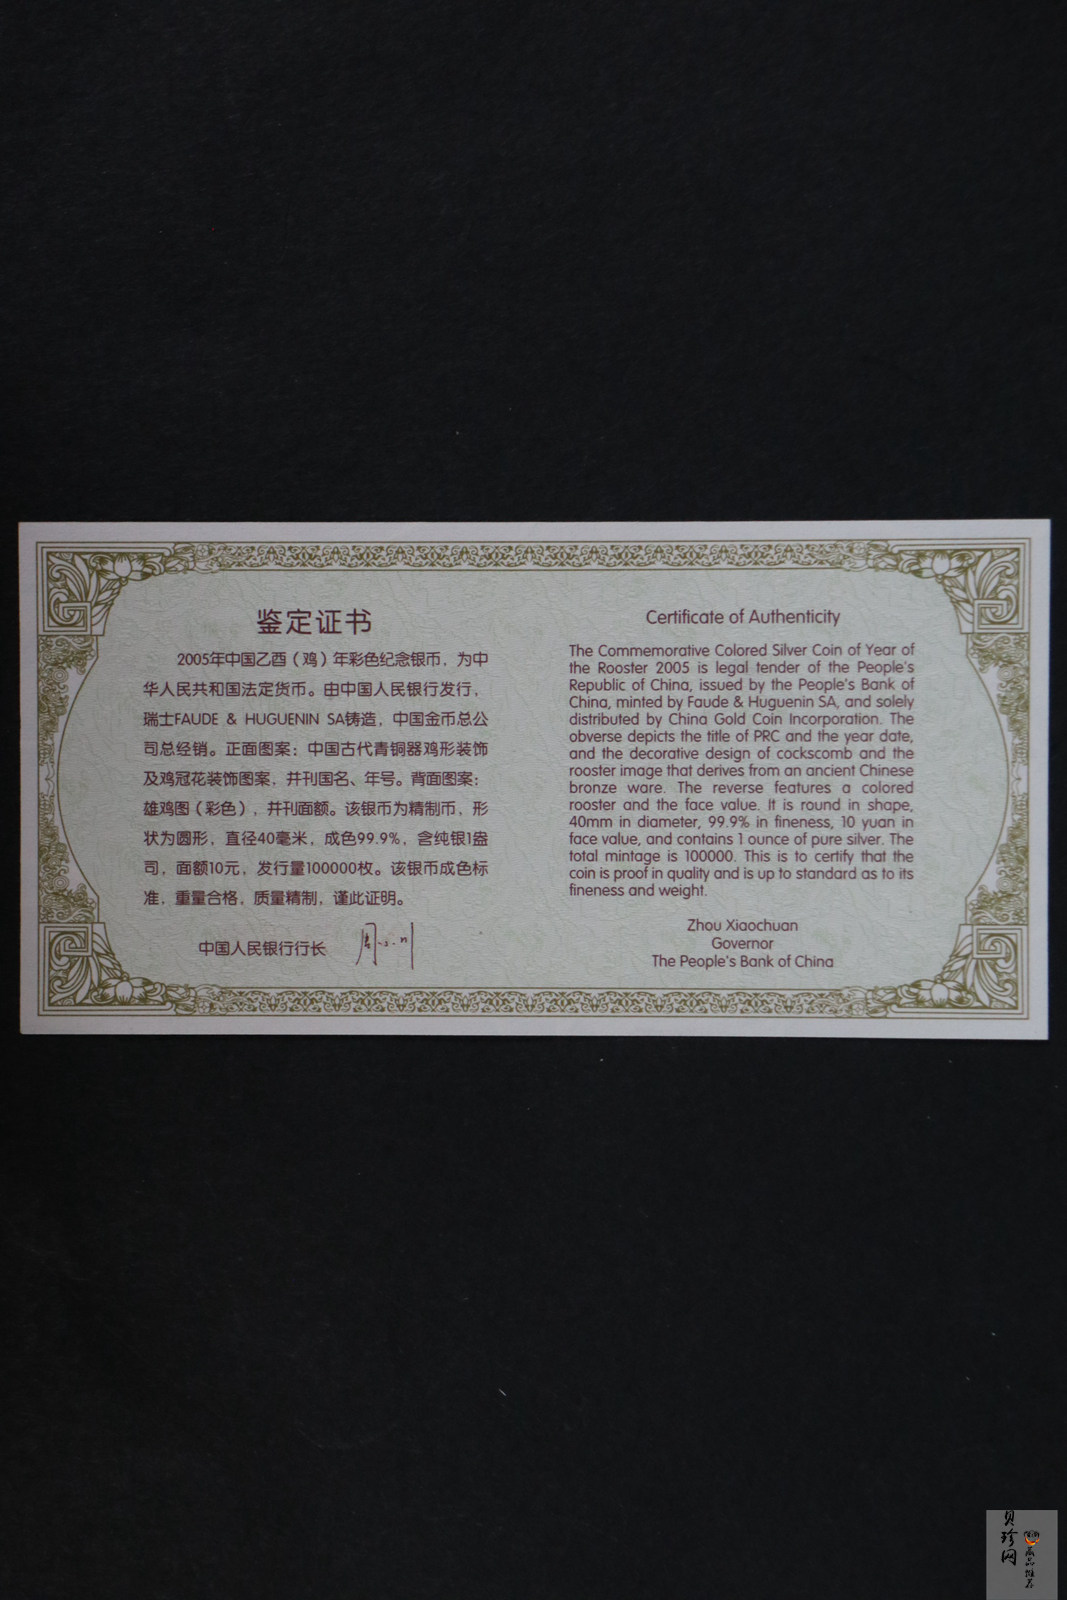 鉴定证书
2005年中国乙酉（鸡）年彩色纪念银币，为中
华人民共和国法定货币。由中国人民银行发行，
瑞士FAUDE & HUGUENIN SA铸造，中国金币总公
司总经销。正面图案：中国古代青铜器鸡形装饰
及鸡冠花装饰图案，并刊国名、年号。背面图案：
雄鸡图（彩色），并刊面额。该银币为精制币，形
状为圆形，直径40毫米，成色99.9%，含纯银1盎
司，面额10元，发行量100000枚。该银币成色标
准，重量合格，质量精制，谨此证明。
中国人民银行行长
Certificate of Authenticity
The Commemorative Colored Silver Coin of Year of
the Rooster 2005 is legal tender of the People's
Republic of China, issued by the People's Bank of
China, minted by Faude & Huguenin SA, and solely
distributed by China Gold Coin Incorporation. The
obverse depicts the title of PRC and the year date,
and the decorative design of cockscomb and the
rooster image that derives from an ancient Chinese
bronze ware. The reverse features a colored
rooster and the face value. It is round in shape,
40mm in diameter, 99.9% in fineness, 10 yuan in
face value, and contains 1 ounce of pure silver. The
total mintage is 100000. This is to certify that the
coin is proof in quality and is up to standard as to its
fineness and weight.
Zhou Xiaochuan
Governor
The People's Bank of China
贝珍网
商品推荐